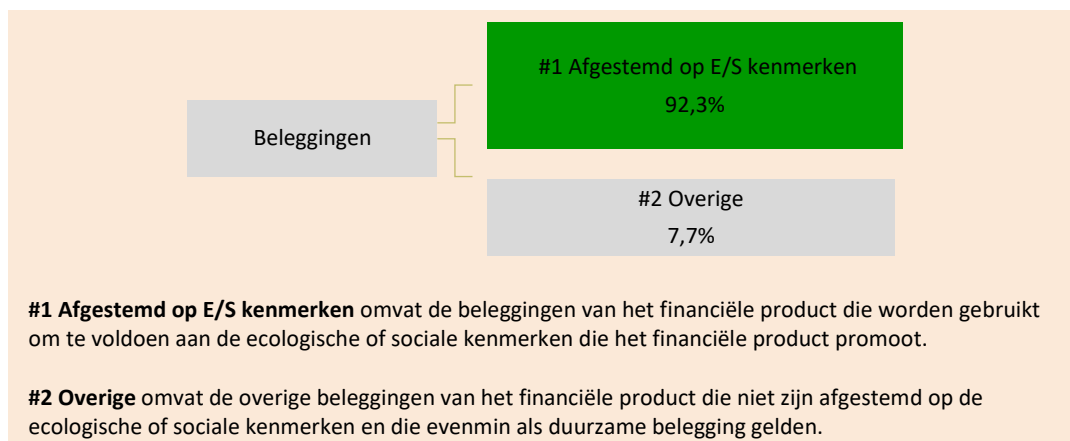 #1 Afgestemd op E/S kenmerken
92,3%
Beleggingen
#2 Overige
7,7%
#1 Afgestemd op E/S kenmerken omvat de beleggingen van het financiële product die worden gebruikt
om te voldoen aan de ecologische of sociale kenmerken die het financiële product promoot.
#2 Overige omvat de overige beleggingen van het financiële product die niet zijn afgestemd op de
ecologische of sociale kenmerken en die evenmin als duurzame belegging gelden.